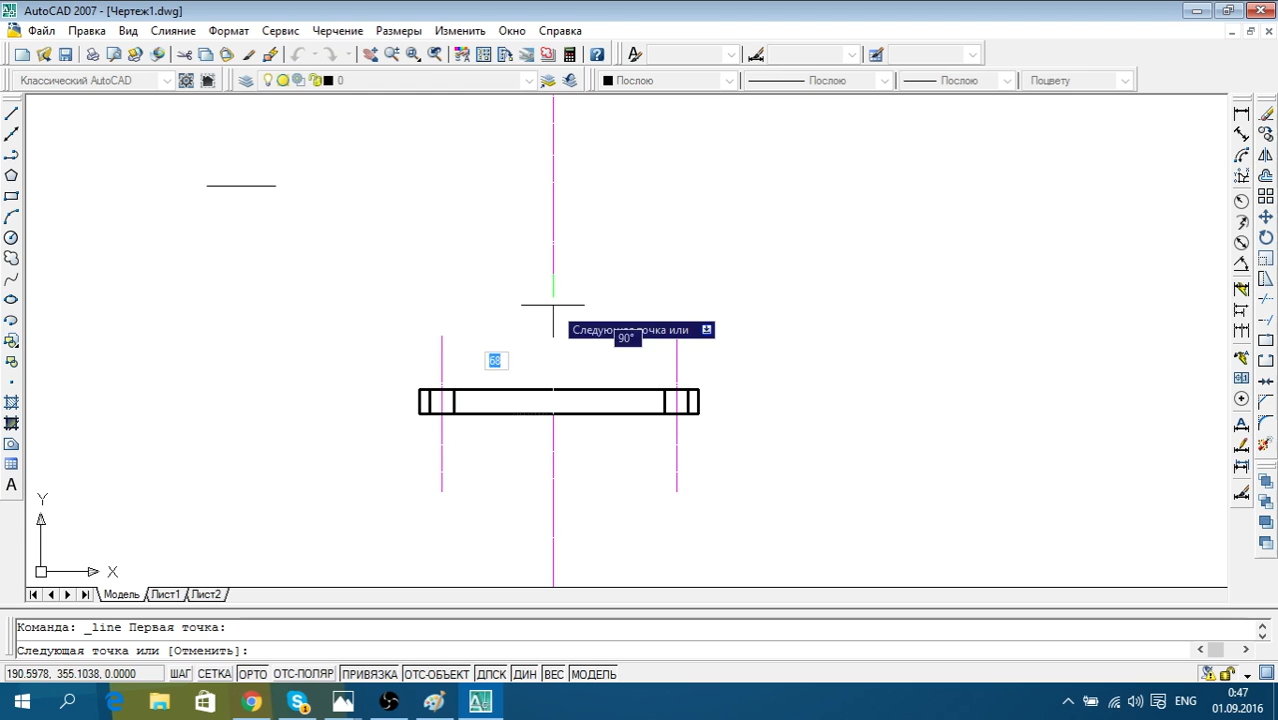 AutoCAD 2007 - [Чертеж1.dwg]
Файл Правка Вид Слияние Формат Сервис Черчение Размеры Изменить Окно Справка
Классический AutoCAD 0 Послою Послою Послою Поцвету
Следующая точка или
90°
68
Y
X
Модель Лист1 Лист2
Команда: _line Первая точка:
Следующая точка или [Отменить]:
190.5978, 355.1038, 0.0000 ШАГ СЕТКА ОРТО ОТС-ПОЛЯР ПРИВЯЗКА ОТС-ОБЪЕКТ ДПСК ДИН ВЕС МОДЕЛЬ
ENG
0:47
01.09.2016